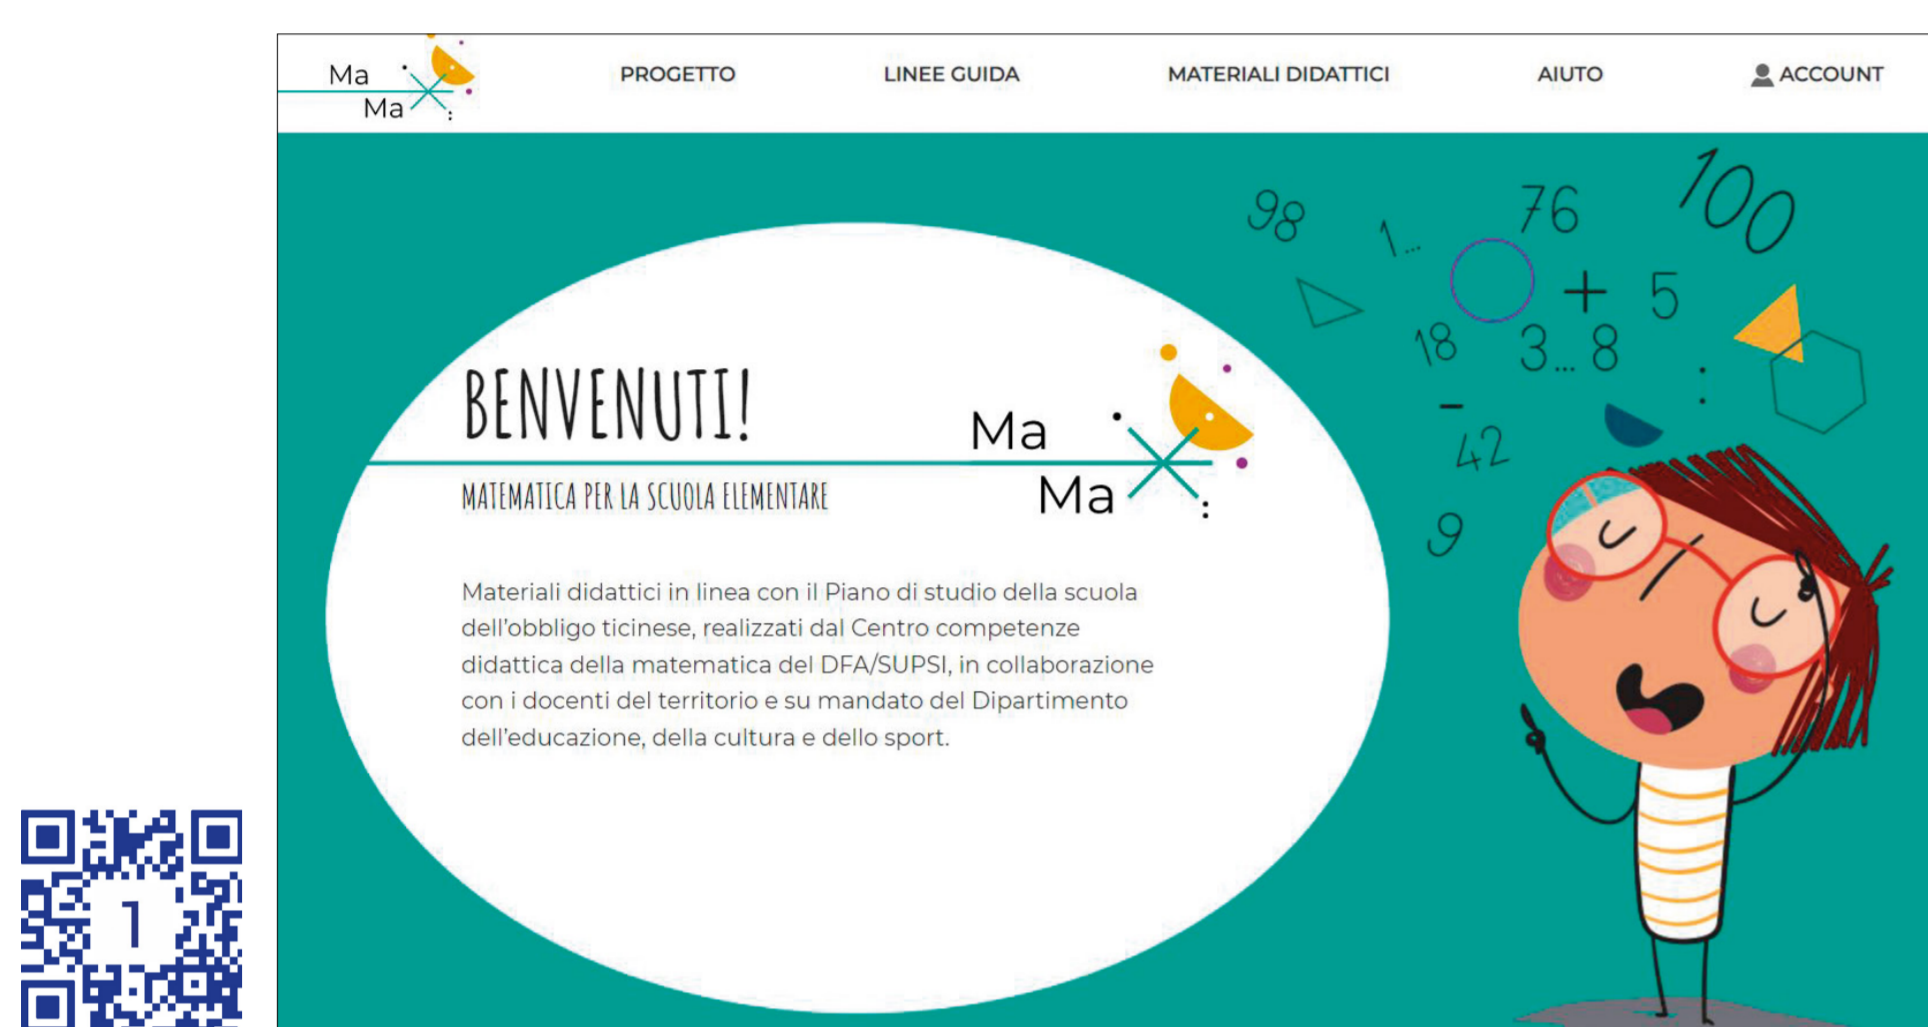 Ma
Ma
PROGETTO
LINEE GUIDA
MATERIALI DIDATTICI
AIUTO
ACCOUNT
BENVENUTI!
MATEMATICA PER LA SCUOLA ELEMENTARE
Ma
Ma
Materiali didattici in linea con il Piano di studio della scuola
dell'obbligo ticinese, realizzati dal Centro competenze
didattica della matematica del DFA/SUPSI, in collaborazione
con i docenti del territorio e su mandato del Dipartimento
dell'educazione, della cultura e dello sport.
98
1...
76
100
+ 5
18
3... 8
:
-
42
9
1